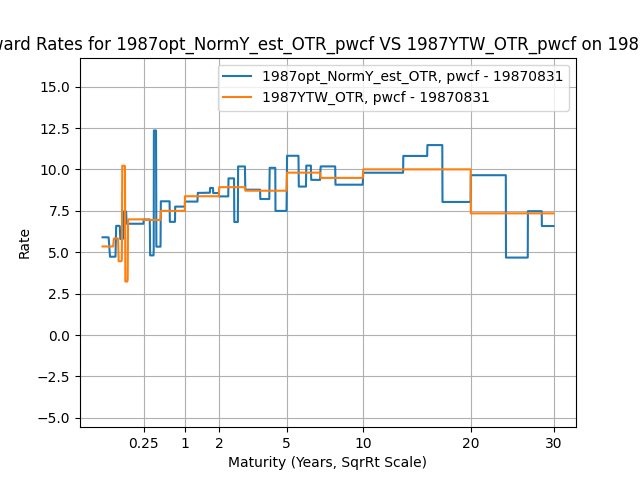 ward Rates for 1987opt_NormY_est_OTR_pwcf VS 1987YTW_OTR_pwcf on 198
1987opt_NormY_est_OTR, pwcf - 19870831
1987YTW_OTR, pwcf - 19870831
15.0
12.5
10.0
7.5
5.0
2.5
0.0
−2.5
−5.0
Rate
0.25 1 2 5 10 20 30
Maturity (Years, SqrRt Scale)